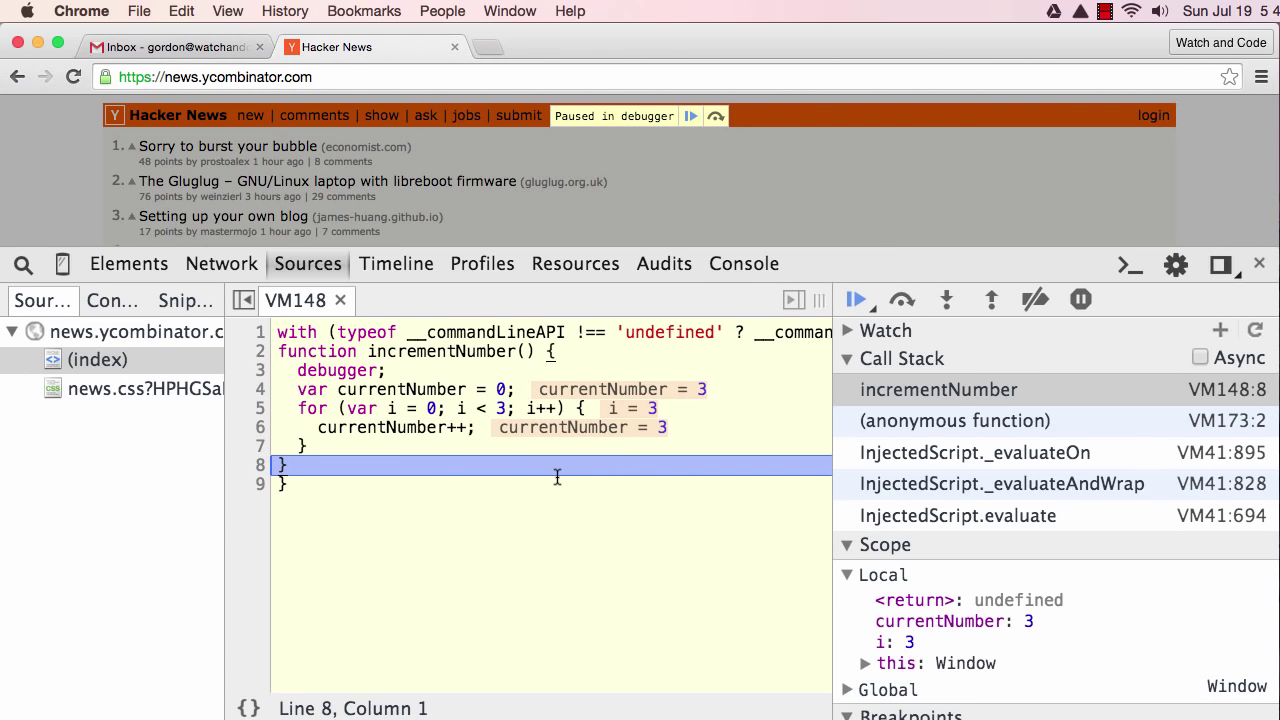 Chrome File Edit View History Bookmarks People Window Help Sun Jul 19 5 4
Inbox - gordon@watchand × Hacker News × Watch and Code
https://news.ycombinator.com
Y Hacker News new | comments | show | ask | jobs | submit Paused in debugger login
1. Sorry to burst your bubble (economist.com)
48 points by prostoalex 1 hour ago | 8 comments
2. The Gluglug – GNU/Linux laptop with libreboot firmware (gluglug.org.uk)
76 points by weinzierl 3 hours ago | 29 comments
3. Setting up your own blog (james-huang.github.io)
17 points by mastermojo 1 hour ago | 7 comments
Elements Network Sources Timeline Profiles Resources Audits Console
Sour... Con... Snip... VM148 ×
news.ycombinator.c
(index)
news.css?HPHGSa
1 with (typeof __commandLineAPI !== 'undefined' ? __comman
2 function incrementNumber() {
3 debugger;
4 var currentNumber = 0; currentNumber = 3
5 for (var i = 0; i < 3; i++) { i = 3
6 currentNumber++; currentNumber = 3
7 }
8 }
9 }
{} Line 8, Column 1
Watch
Call Stack Async
incrementNumber VM148:8
(anonymous function) VM173:2
InjectedScript._evaluateOn VM41:895
InjectedScript._evaluateAndWrap VM41:828
InjectedScript.evaluate VM41:694
Scope
Local
<return>: undefined
currentNumber: 3
i: 3
this: Window
Global Window
Breakpoints